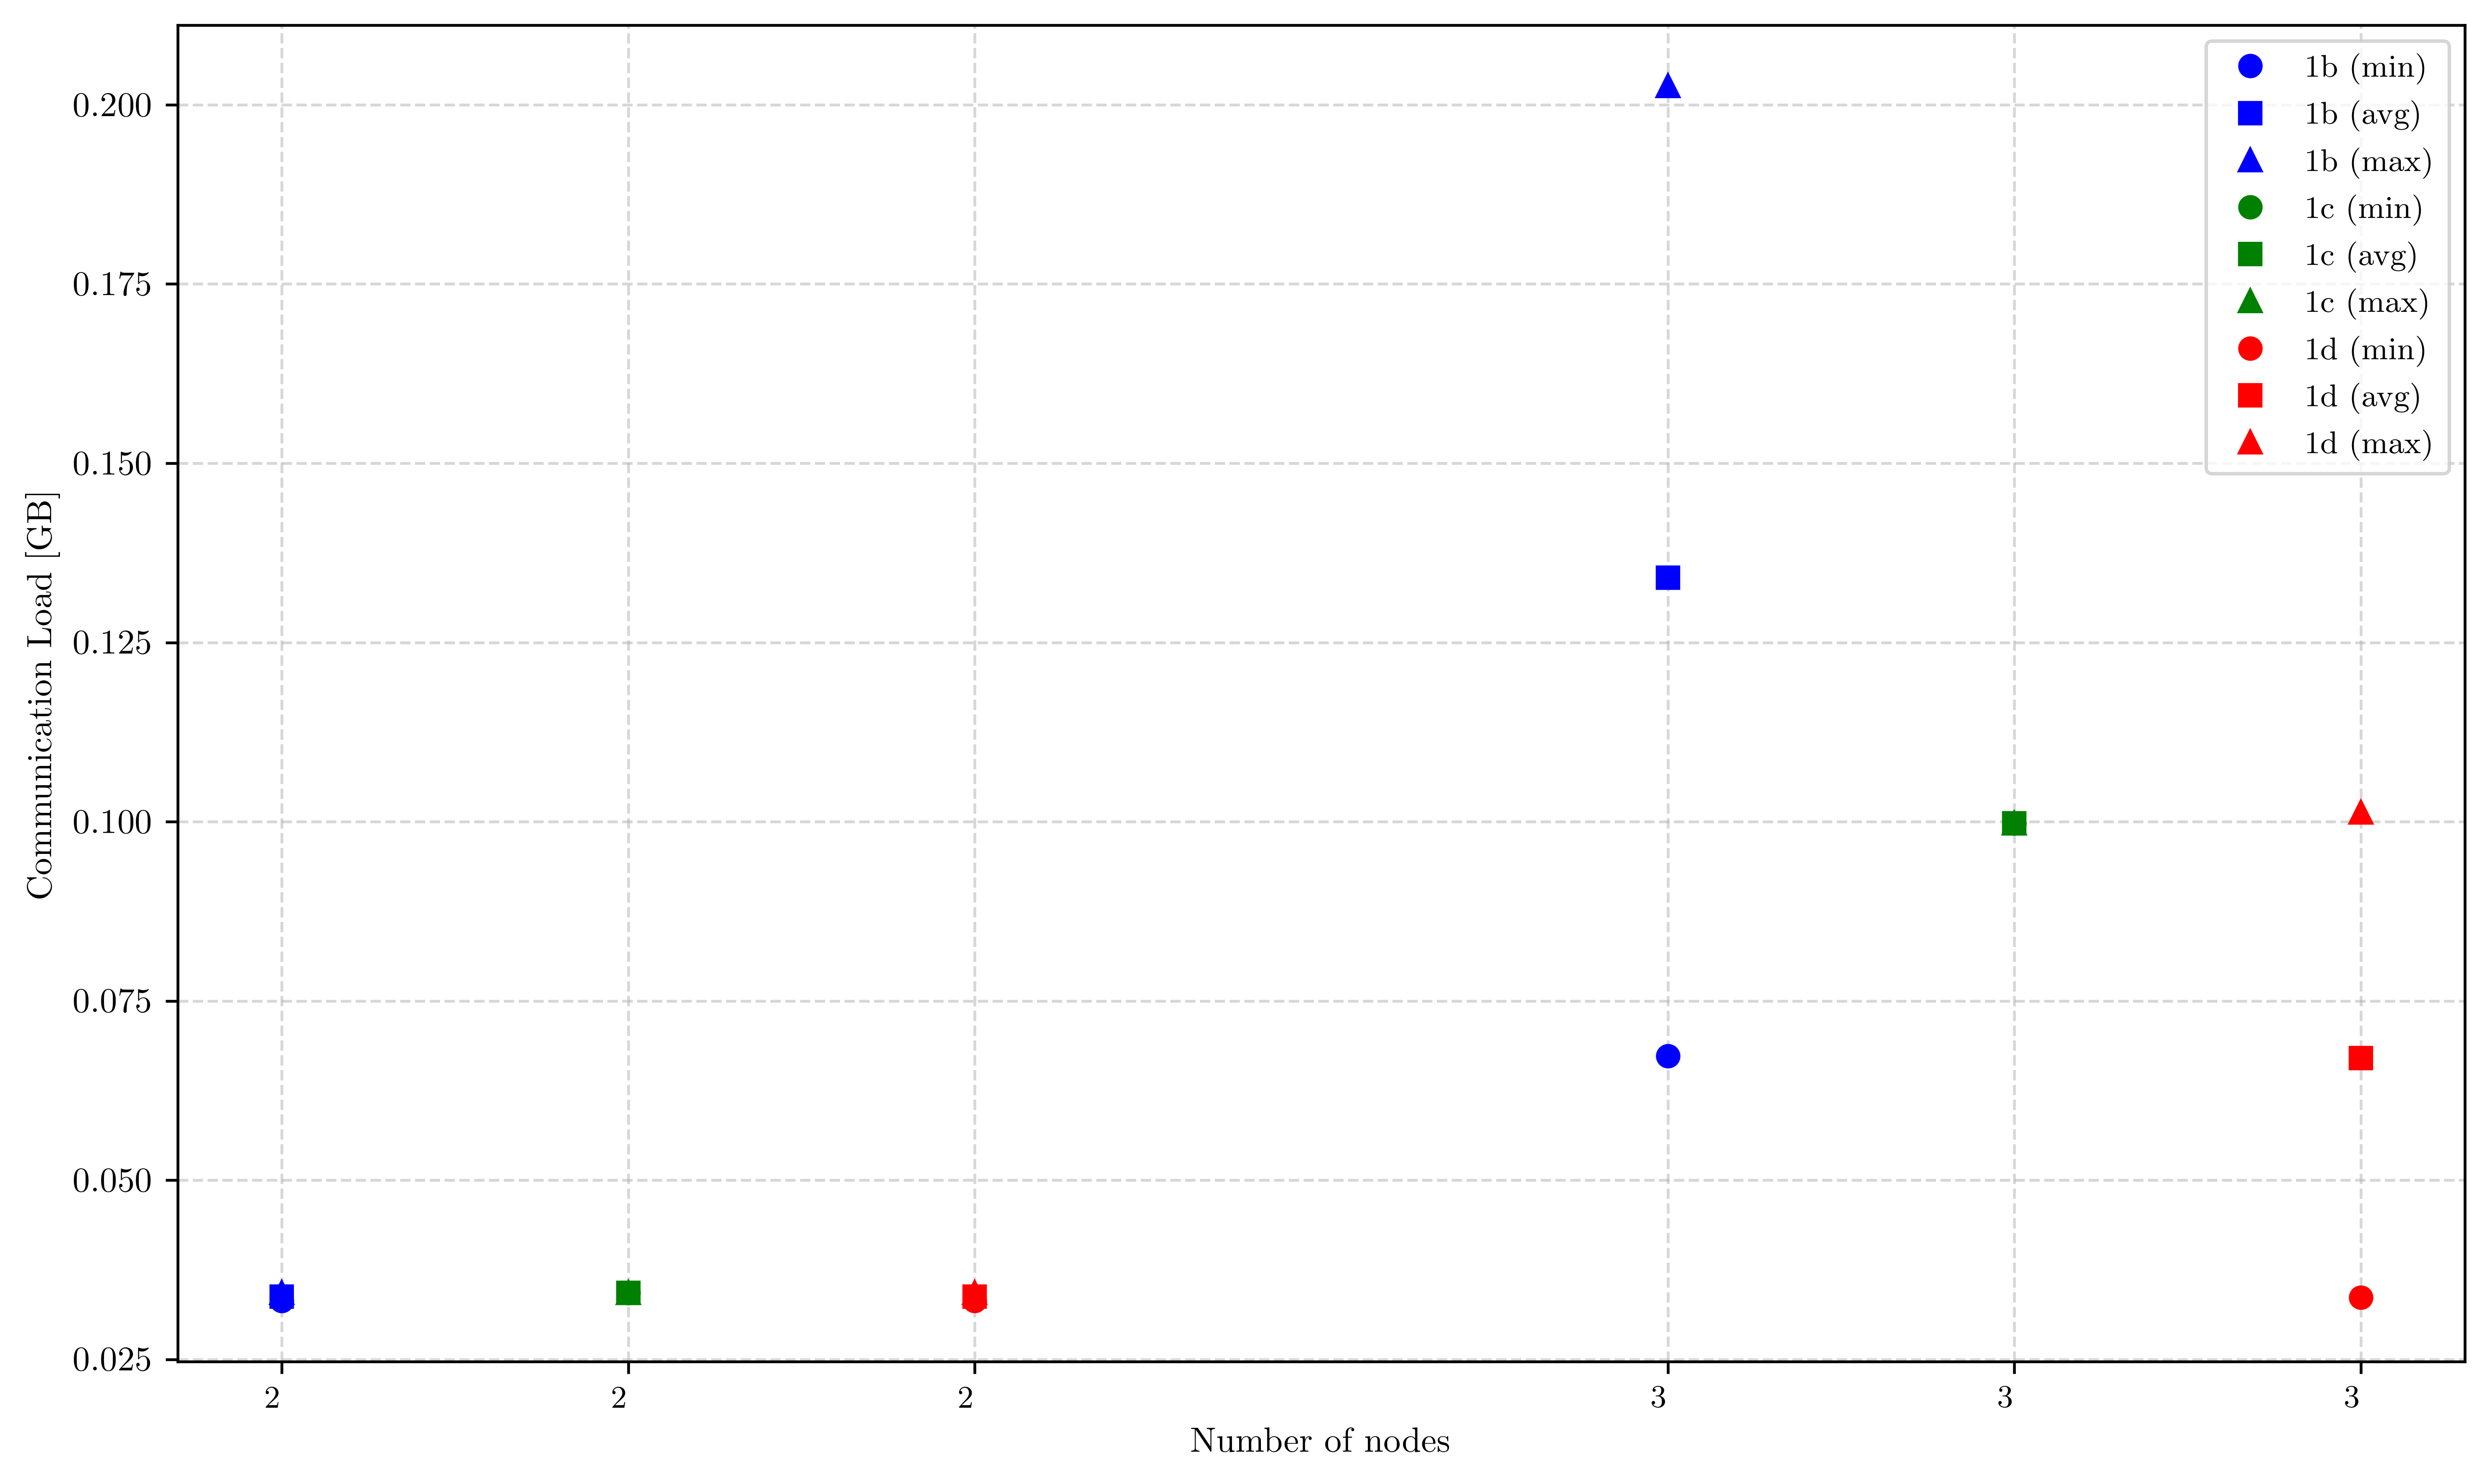 Communication Load [GB]
0.200
0.175
0.150
0.125
0.100
0.075
0.050
0.025
1b (min)
1b (avg)
1b (max)
1c (min)
1c (avg)
1c (max)
1d (min)
1d (avg)
1d (max)
2 2 2 3 3 3
Number of nodes